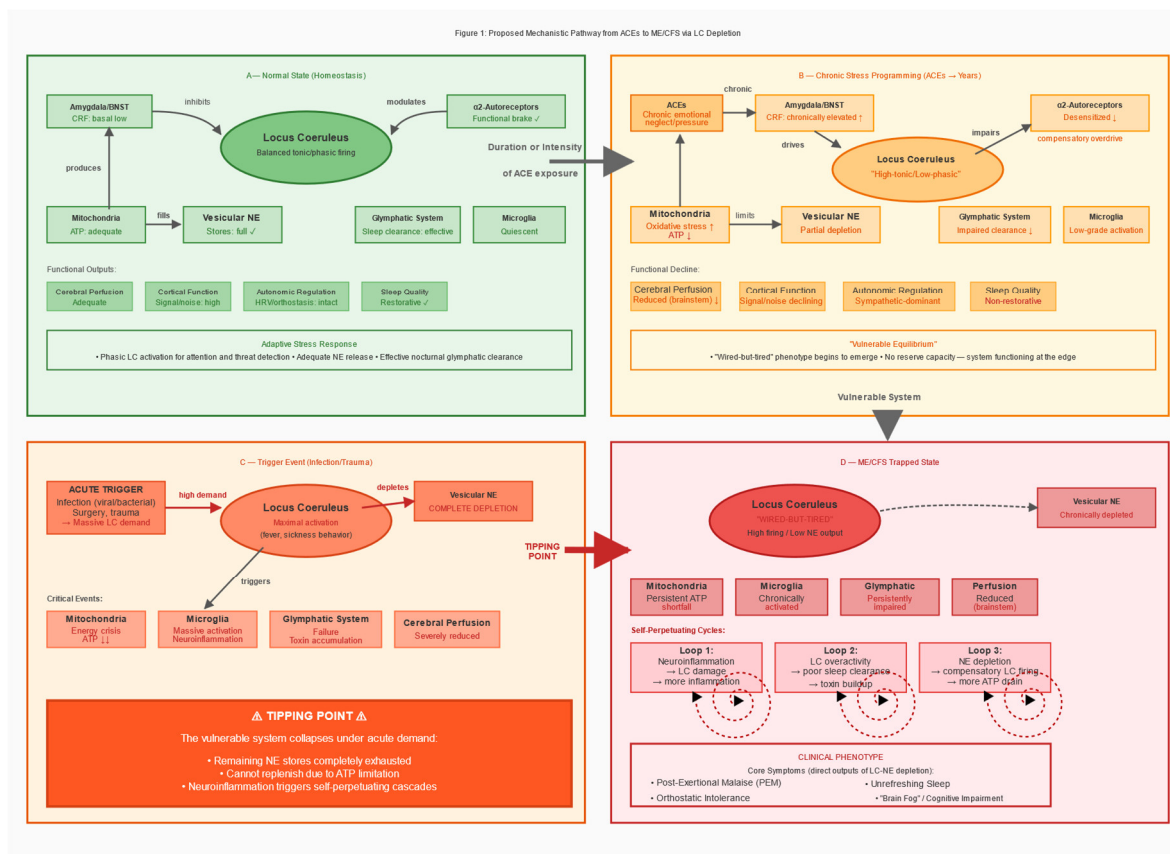 Figure 1: Proposed Mechanistic Pathway from ACEs to ME/CFS via LC Depletion
A— Normal State (Homeostasis)
Amygdala/BNST
CRF: basal low
inhibits
Locus Coeruleus
Balanced tonic/phasic firing
modulates
α2-Autoreceptors
Functional brake ✓
produces
Mitochondria
ATP: adequate
fills
Vesicular NE
Stores: full ✓
Glymphatic System
Sleep clearance: effective
Microglia
Quiescent
Functional Outputs:
Cerebral Perfusion
Adequate
Cortical Function
Signal/noise: high
Autonomic Regulation
HRV/orthostasis: intact
Sleep Quality
Restorative ✓
Adaptive Stress Response
• Phasic LC activation for attention and threat detection • Adequate NE release • Effective nocturnal glymphatic clearance
Duration or Intensity
of ACE exposure
B — Chronic Stress Programming (ACEs → Years)
ACEs
Chronic emotional
neglect/pressure
chronic
Amygdala/BNST
CRF: chronically elevated ↑
drives
Locus Coeruleus
"High-tonic/Low-phasic"
impairs
α2-Autoreceptors
Desensitized ↓
compensatory overdrive
Mitochondria
Oxidative stress ↑
ATP ↓
limits
Vesicular NE
Partial depletion
Glymphatic System
Impaired clearance ↓
Microglia
Low-grade activation
Functional Decline:
Cerebral Perfusion
Reduced (brainstem) ↓
Cortical Function
Signal/noise declining
Autonomic Regulation
Sympathetic-dominant
Sleep Quality
Non-restorative
"Vulnerable Equilibrium"
• "Wired-but-tired" phenotype begins to emerge • No reserve capacity — system functioning at the edge
Vulnerable System
C — Trigger Event (Infection/Trauma)
ACUTE TRIGGER
Infection (viral/bacterial)
Surgery, trauma
→ Massive LC demand
high demand
Locus Coeruleus
Maximal activation
(fever, sickness behavior)
depletes
Vesicular NE
COMPLETE DEPLETION
triggers
Critical Events:
Mitochondria
Energy crisis
ATP ↓↓
Microglia
Massive activation
Neuroinflammation
Glymphatic System
Failure
Toxin accumulation
Cerebral Perfusion
Severely reduced
⚠ TIPPING POINT ⚠
The vulnerable system collapses under acute demand:
• Remaining NE stores completely exhausted
• Cannot replenish due to ATP limitation
• Neuroinflammation triggers self-perpetuating cascades
TIPPING
POINT
D — ME/CFS Trapped State
Locus Coeruleus
"WIRED-BUT-TIRED"
High firing / Low NE output
Vesicular NE
Chronically depleted
Mitochondria
Persistent ATP
shortfall
Microglia
Chronically
activated
Glymphatic
Persistently
impaired
Perfusion
Reduced
(brainstem)
Self-Perpetuating Cycles:
Loop 1:
Neuroinflammation
→ LC damage
→ more inflammation
Loop 2:
LC overactivity
→ poor sleep clearance
→ toxin buildup
Loop 3:
NE depletion
→ compensatory LC firing
→ more ATP drain
CLINICAL PHENOTYPE
Core Symptoms (direct outputs of LC-NE depletion):
• Post-Exertional Malaise (PEM)
• Unrefreshing Sleep
• Orthostatic Intolerance
• "Brain Fog" / Cognitive Impairment